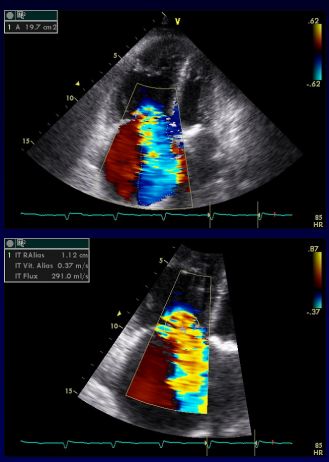 1 A 19.7 cm2
V
.62
5
10
-.62
15
85
HR
1 IT RAlias 1.12 cm
IT Vit. Alias 0.37 m/s
IT Flux 291.0 ml/s
.87
5
-.37
10
15
85
HR